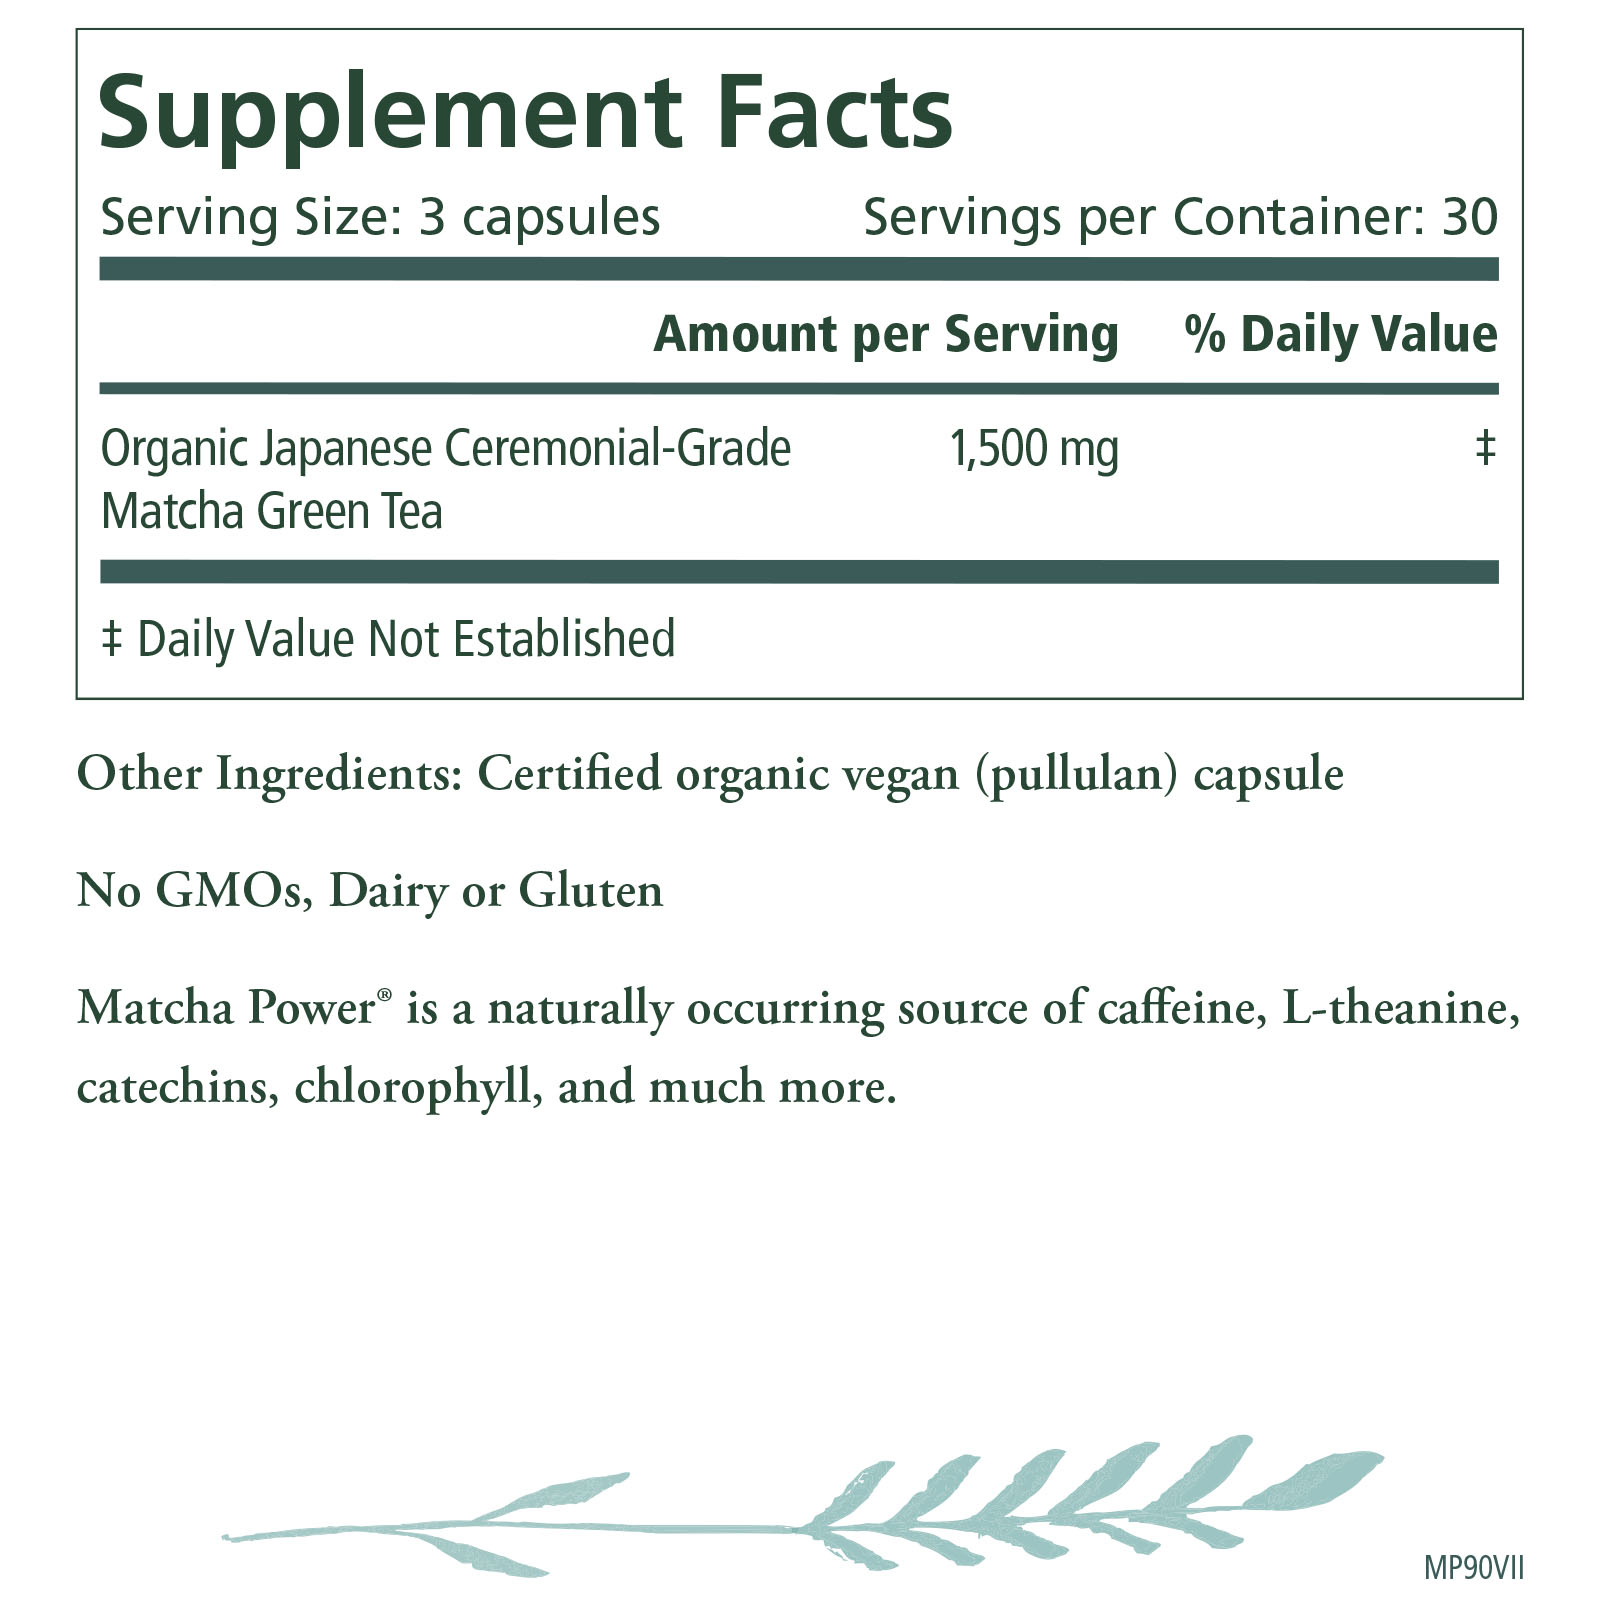 Supplement Facts
Serving Size: 3 capsules Servings per Container: 30
Amount per Serving % Daily Value
Organic Japanese Ceremonial-Grade 1,500 mg ‡
Matcha Green Tea
‡ Daily Value Not Established
Other Ingredients: Certified organic vegan (pullulan) capsule
No GMOs, Dairy or Gluten
Matcha Power® is a naturally occurring source of caffeine, L-theanine,
catechins, chlorophyll, and much more.
MP90VII